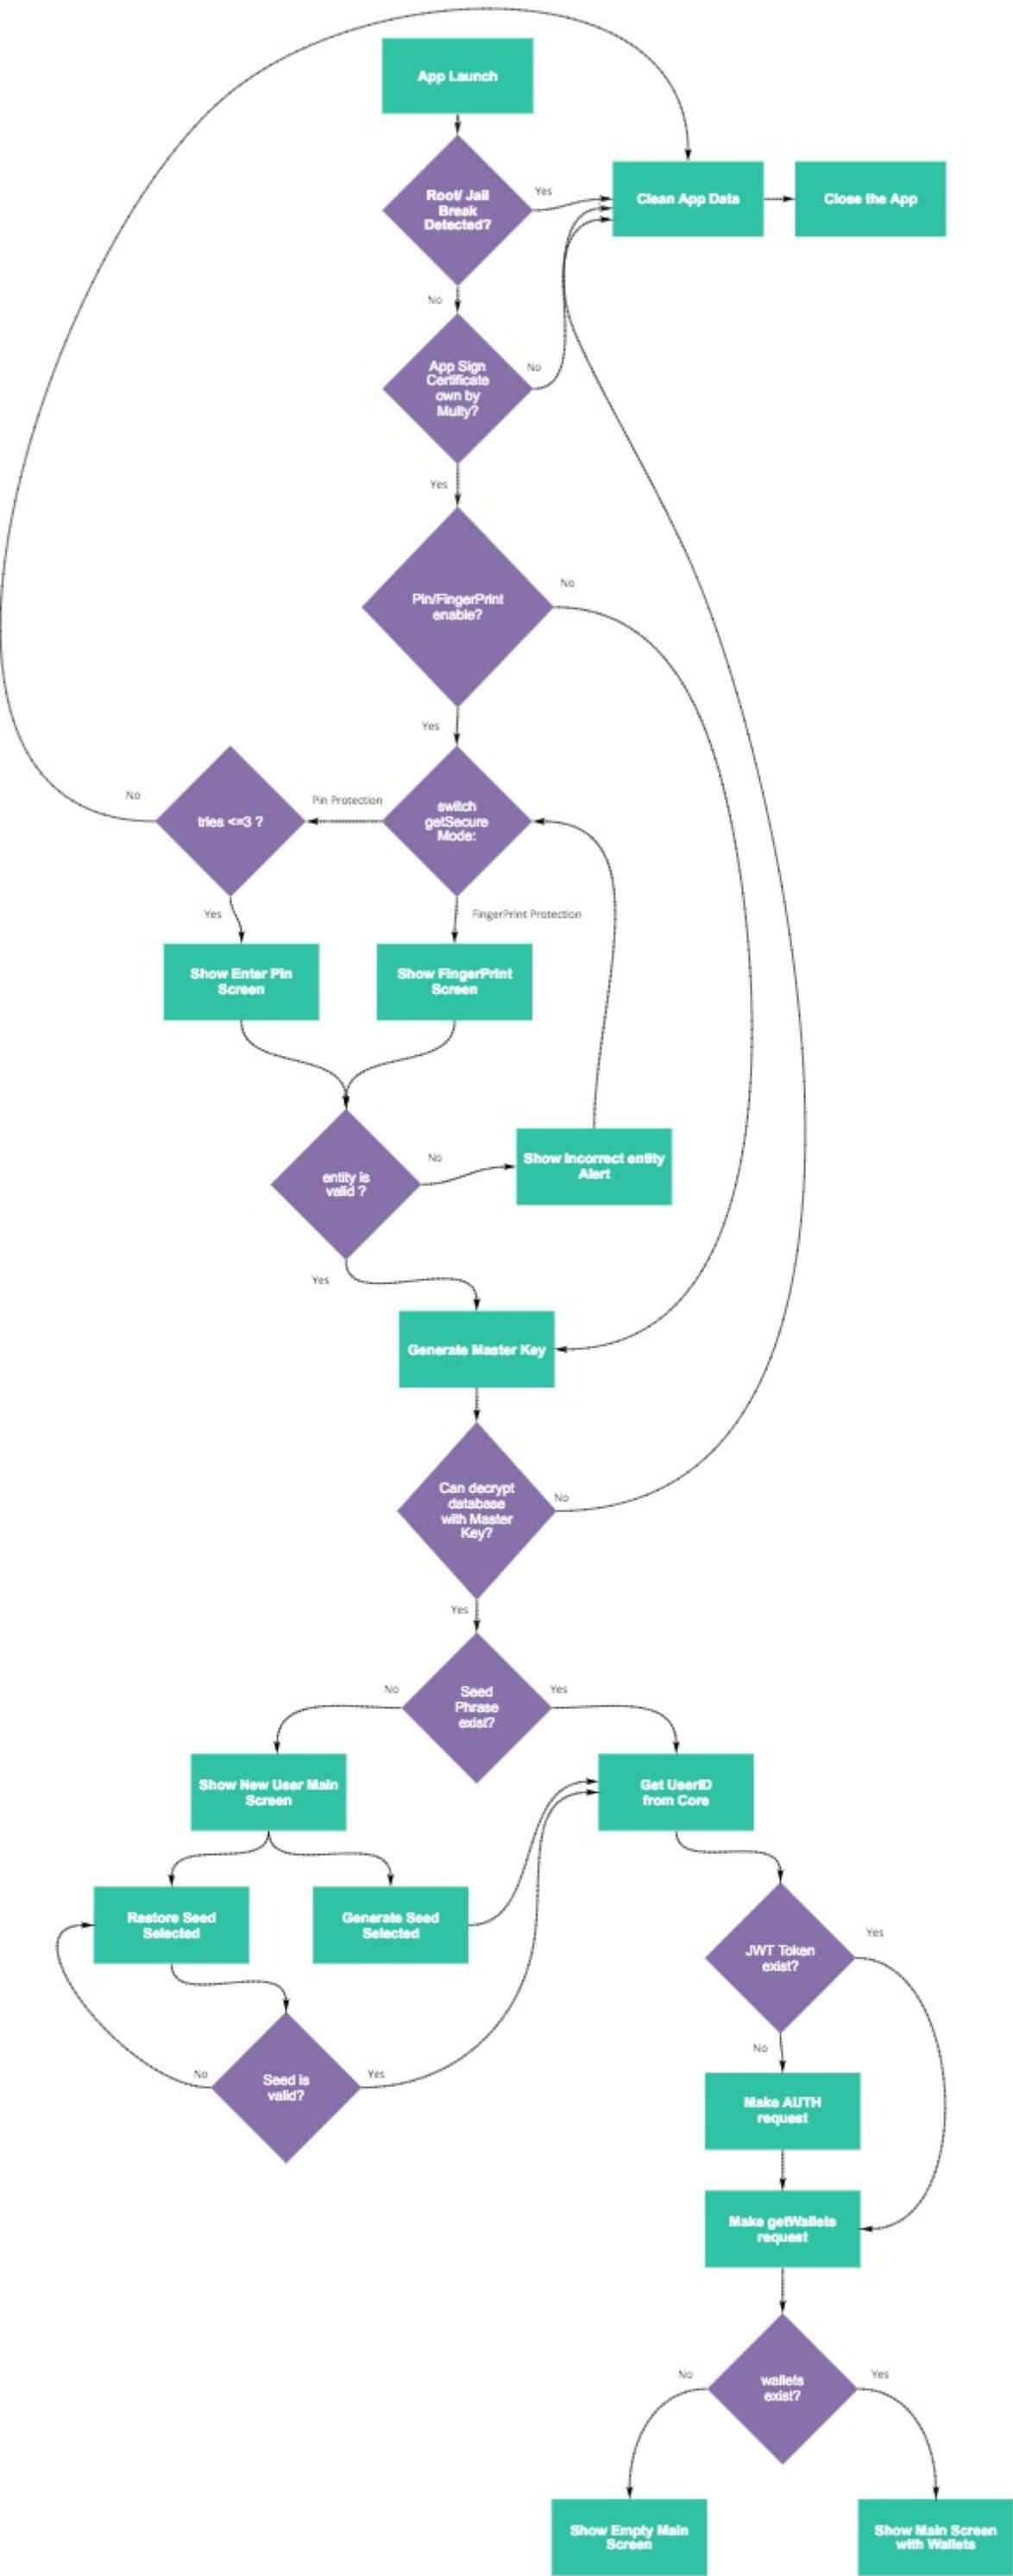 App Launch
Root/ Jail
Break
Detected?
Yes
Clean App Data
Close the App
No
App Sign
Certificate
own by
Multy?
No
Yes
Pin/FingerPrint
enable?
No
Yes
switch
getSecure
Mode:
Pin Protection
tries <=3 ?
No
Yes
FingerPrint Protection
Show Enter Pin
Screen
Show FingerPrint
Screen
entity is
valid ?
No
Show Incorrect entity
Alert
Yes
Generate Master Key
Can decrypt
database
with Master
Key?
No
Yes
Seed
Phrase
exist?
No
Yes
Show New User Main
Screen
Get UserID
from Core
Restore Seed
Selected
Generate Seed
Selected
JWT Token
exist?
Yes
No
Seed is
valid?
No
Yes
Make AUTH
request
Make getWallets
request
wallets
exist?
No
Yes
Show Empty Main
Screen
Show Main Screen
with Wallets